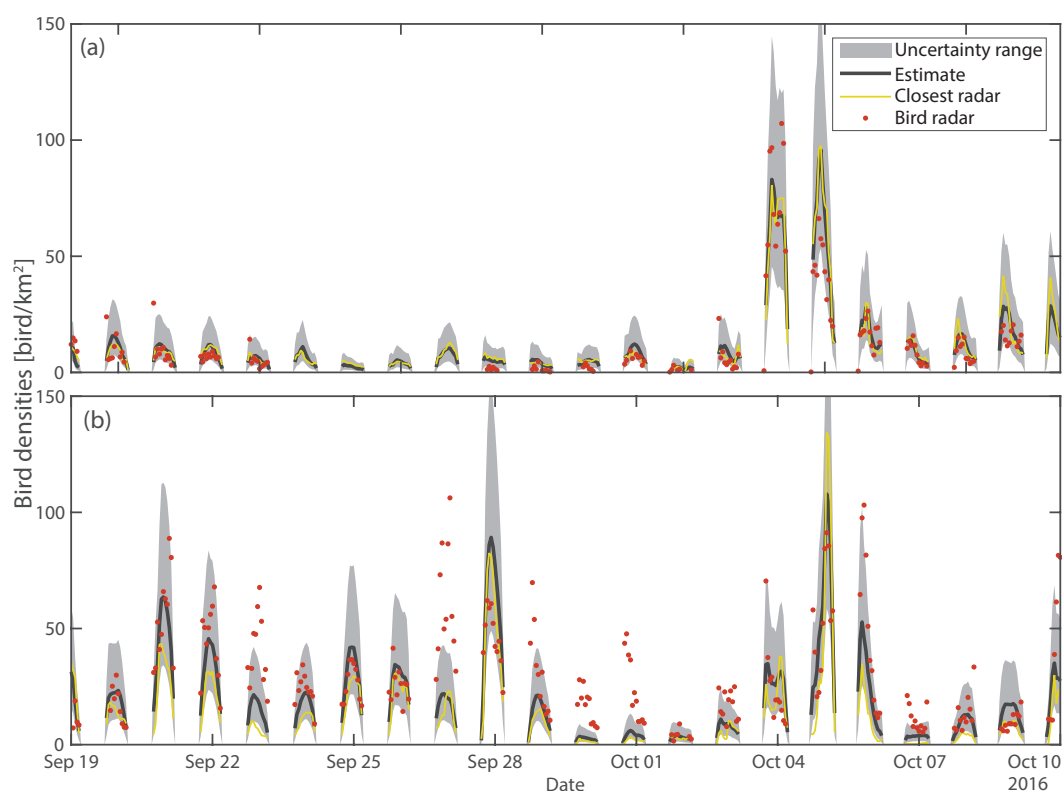 150
(a)
Uncertainty range
Estimate
Closest radar
Bird radar
100
50
0
Bird densities [bird//km²]
150
(b)
100
50
0
Sep 19
Sep 22
Sep 25
Sep 28
Oct 01
Oct 04
Oct 07
Oct 10
Date
2016